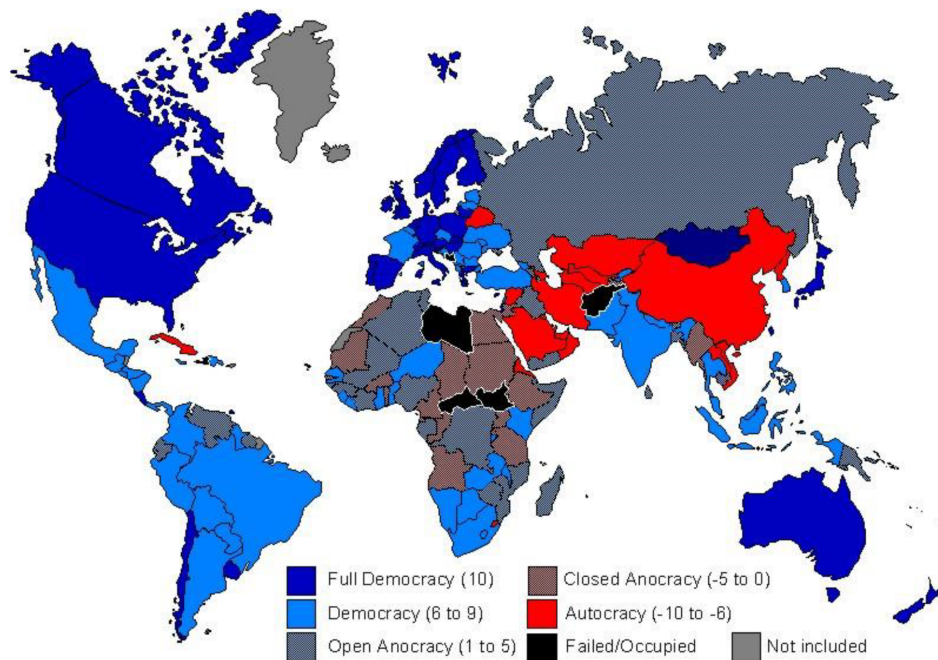 Full Democracy (10)
Closed Anocracy (-5 to 0)
Democracy (6 to 9)
Autocracy (-10 to -6)
Open Anocracy (1 to 5)
Failed/Occupied
Not included